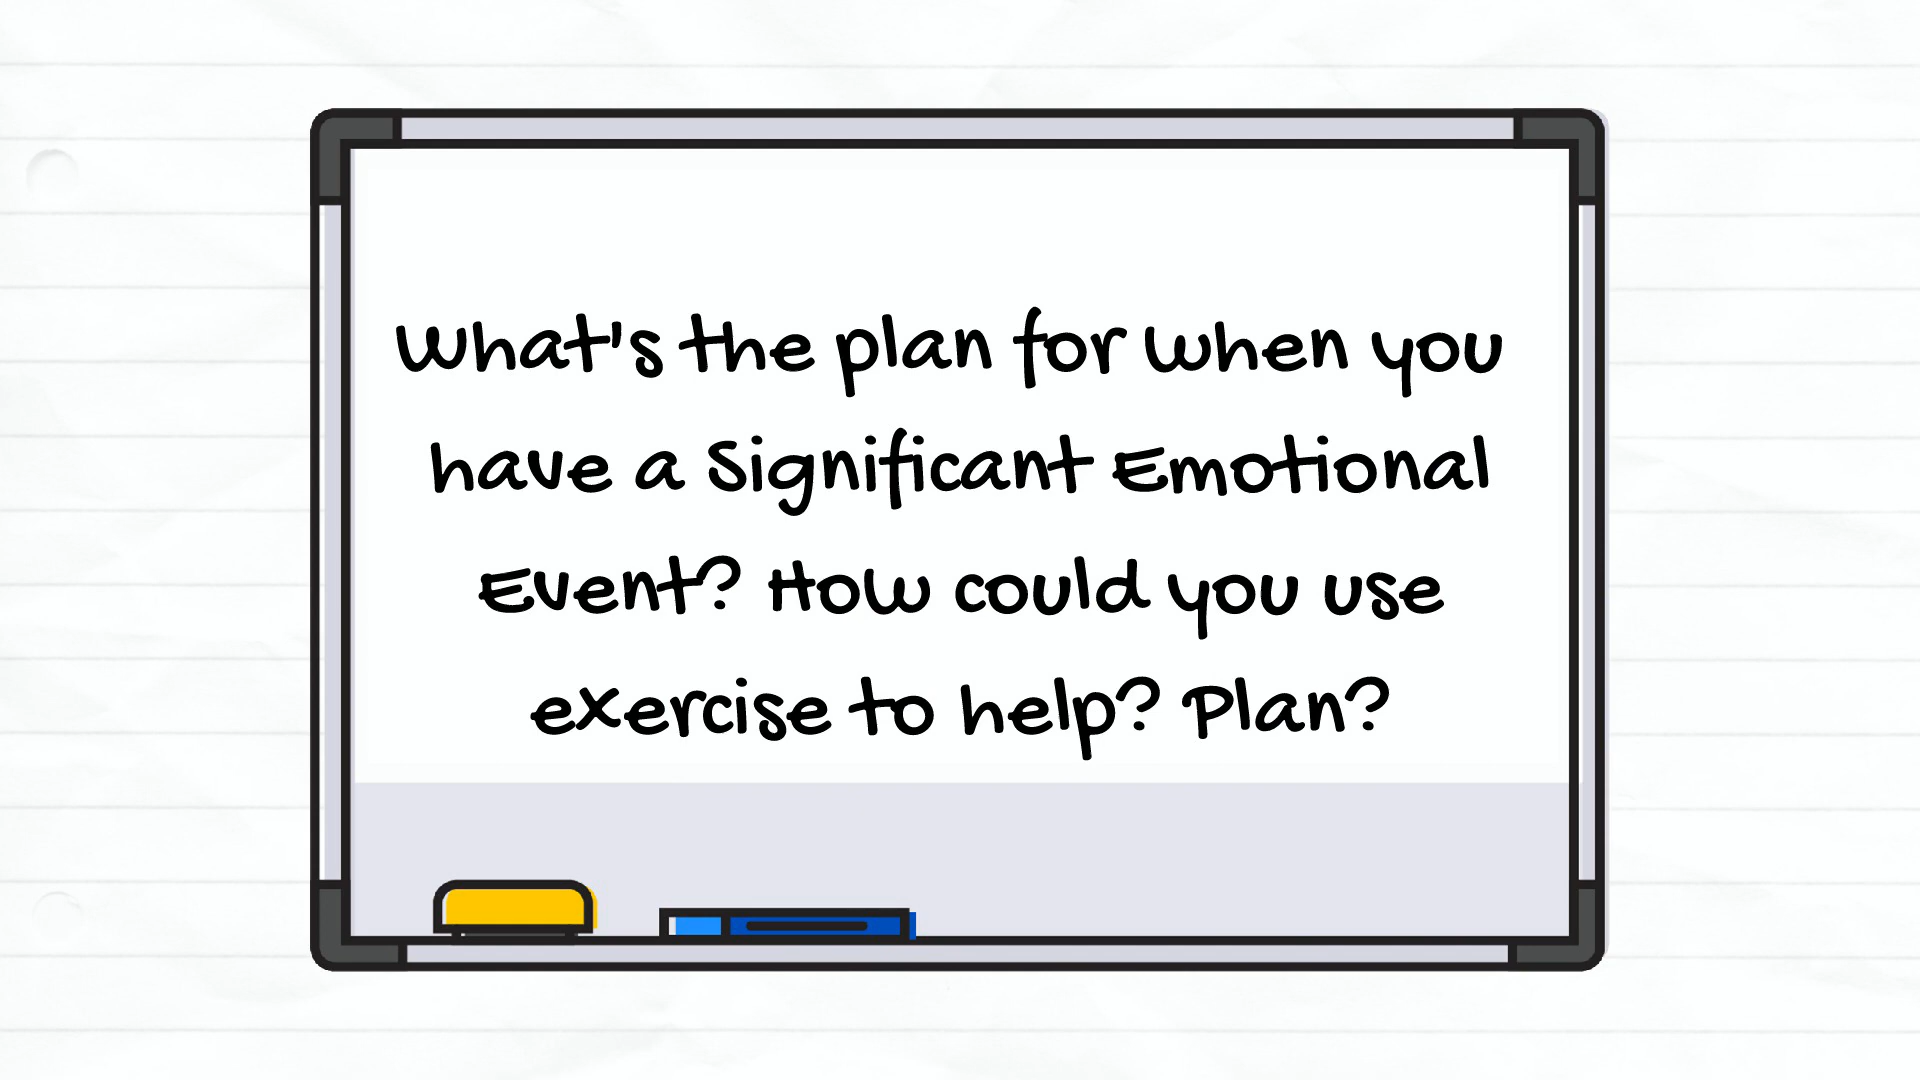 What's the plan for when you
have a Significant Emotional
Event? How could you use
exercise to help? Plan?